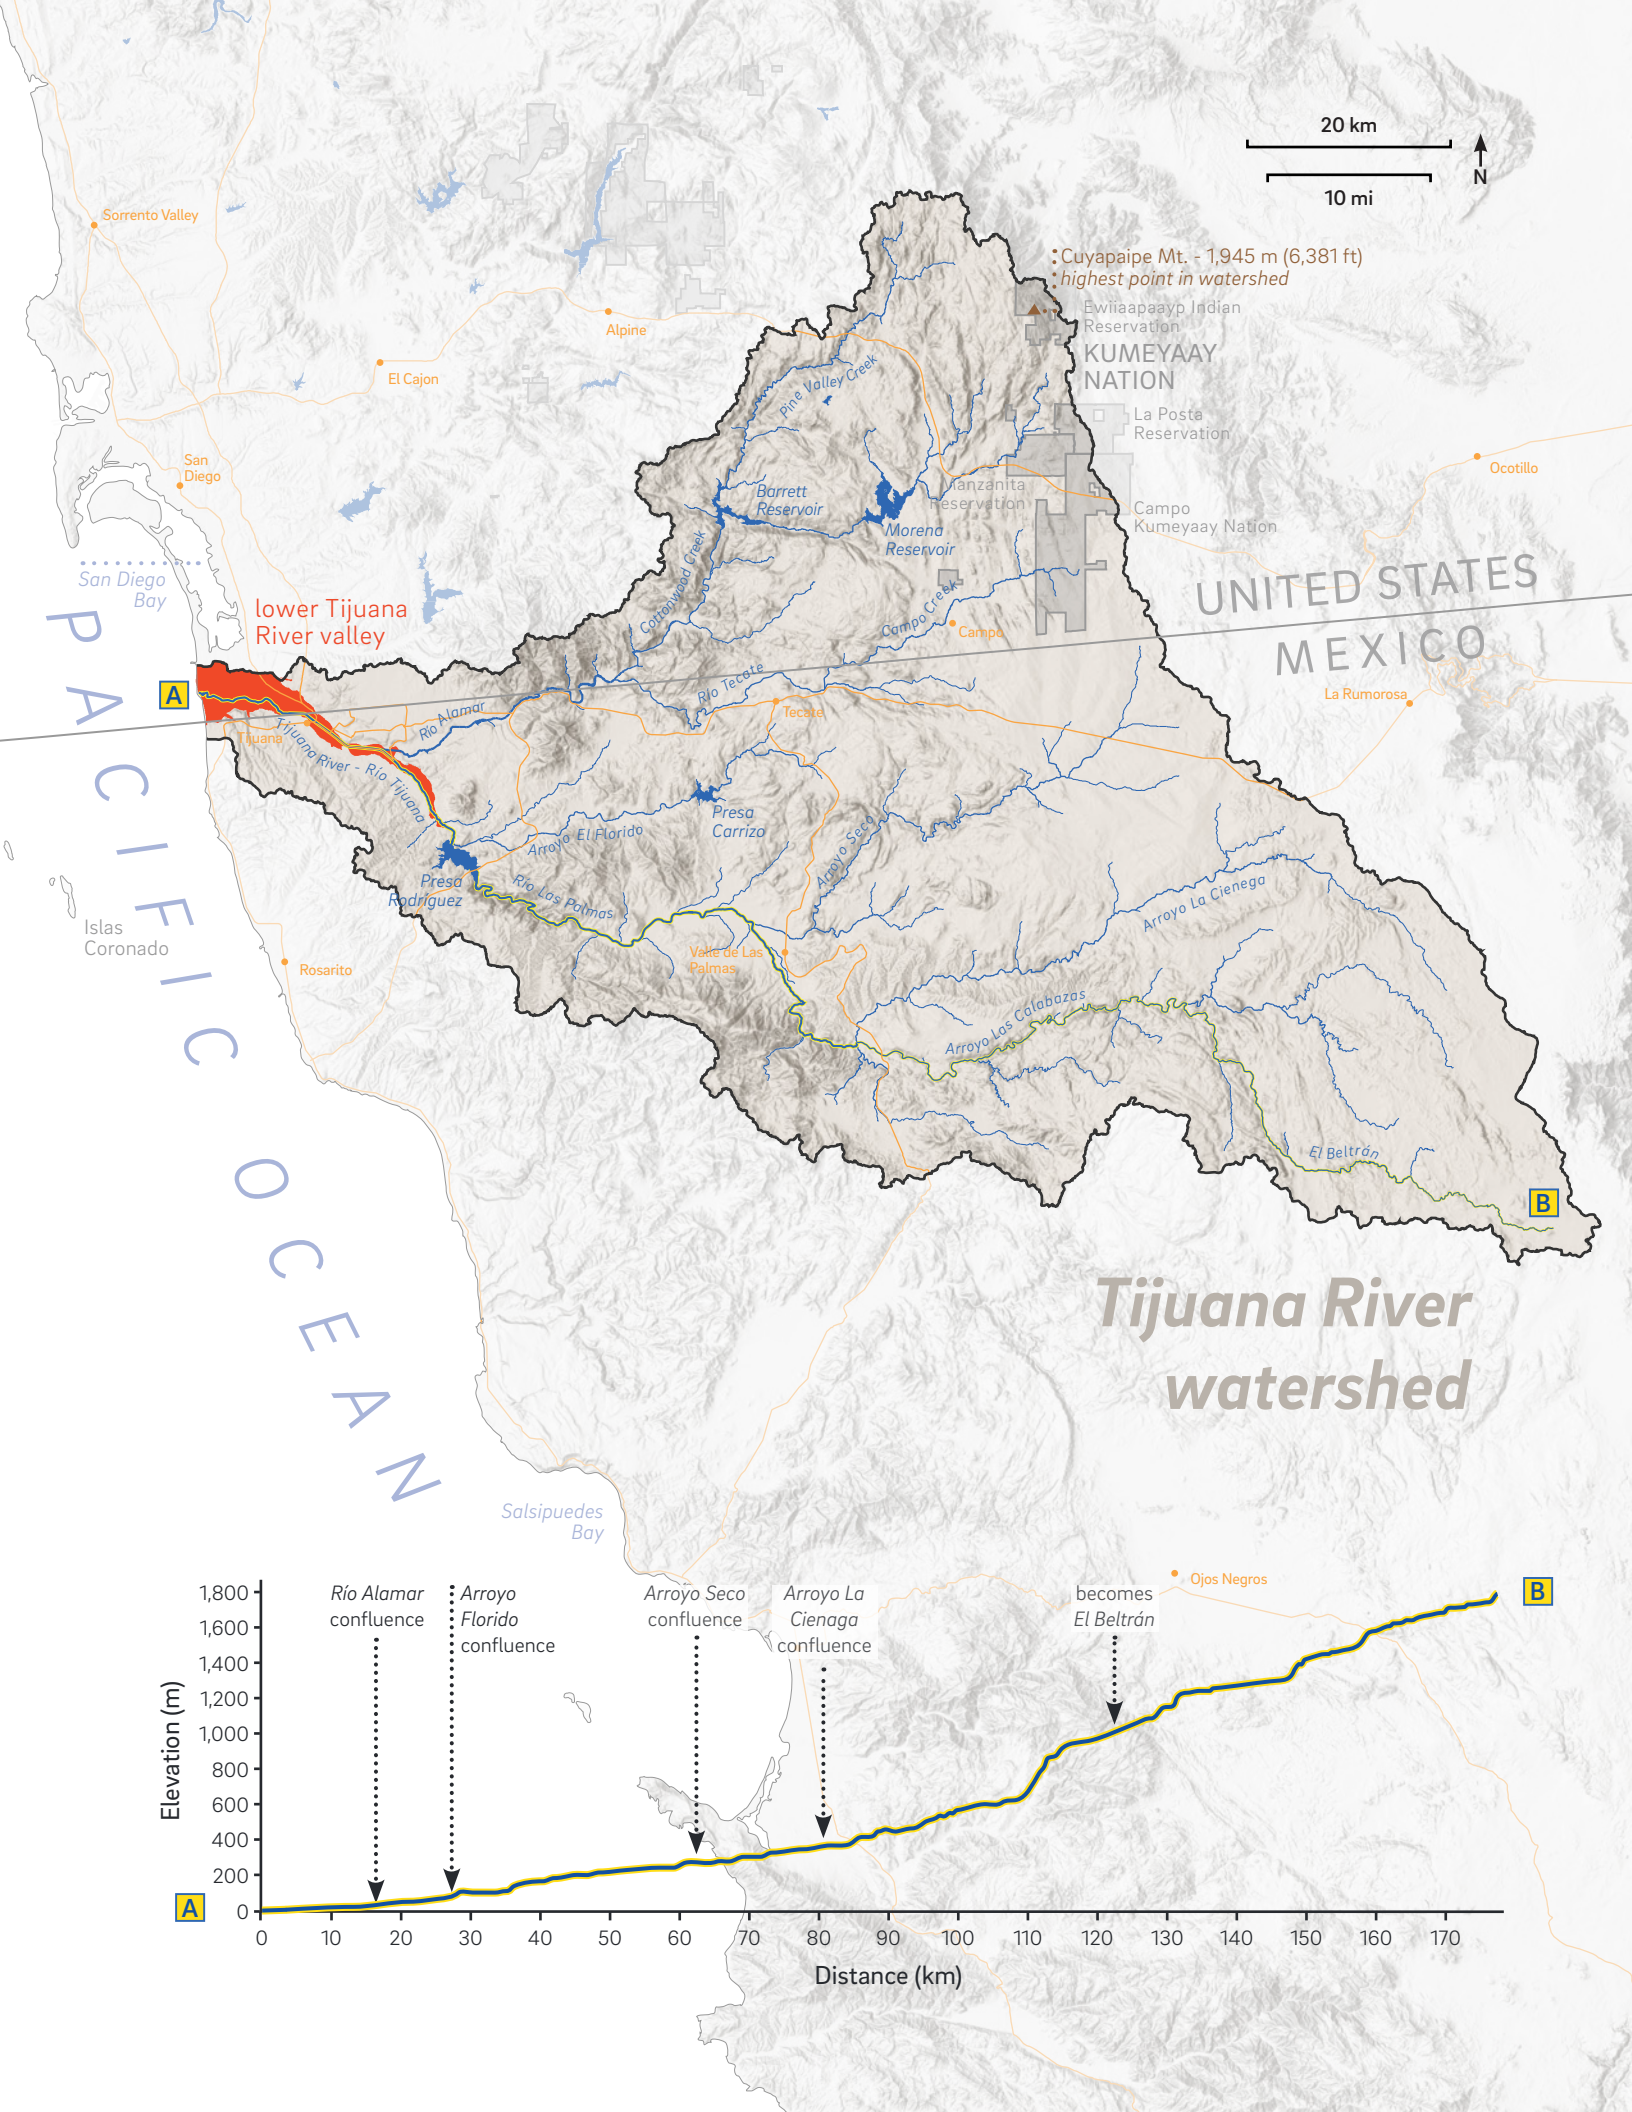 20 km
10 mi
N
Sorrento Valley
Cuyapaipe Mt. - 1,945 m (6,381 ft)
highest point in watershed
Ewiiaapaayp Indian
Reservation
KUMEYAAY
NATION
Alpine
El Cajon
Pine Valley Creek
La Posta
Reservation
San
Diego
Ocotillo
Manzanita
Reservation
Barrett
Reservoir
Morena
Reservoir
Campo
Kumeyaay Nation
Cottonwood Creek
San Diego
Bay
UNITED STATES
MEXICO
lower Tijuana
River valley
Campo Creek
Campo
A
Río Tecate
Tecate
La Rumorosa
Río Alamar
Tijuana
Tijuana River - Río Tijuana
PACIFIC OCEAN
Presa
Carrizo
Arroyo El Florido
Arroyo Seco
Presa
Rodríguez
Río Las Palmas
Arroyo La Cienega
Islas
Coronado
Rosarito
Valle de Las
Palmas
Arroyo Las Calabazas
El Beltrán
B
Tijuana River
watershed
Salsipuedes
Bay
Ojos Negros
Río Alamar
confluence
Arroyo
Florido
confluence
Arroyo Seco
confluence
Arroyo La
Cienaga
confluence
becomes
El Beltrán
B
Elevation (m)
1,800
1,600
1,400
1,200
1,000
800
600
400
200
0
A
0 10 20 30 40 50 60 70 80 90 100 110 120 130 140 150 160 170
Distance (km)